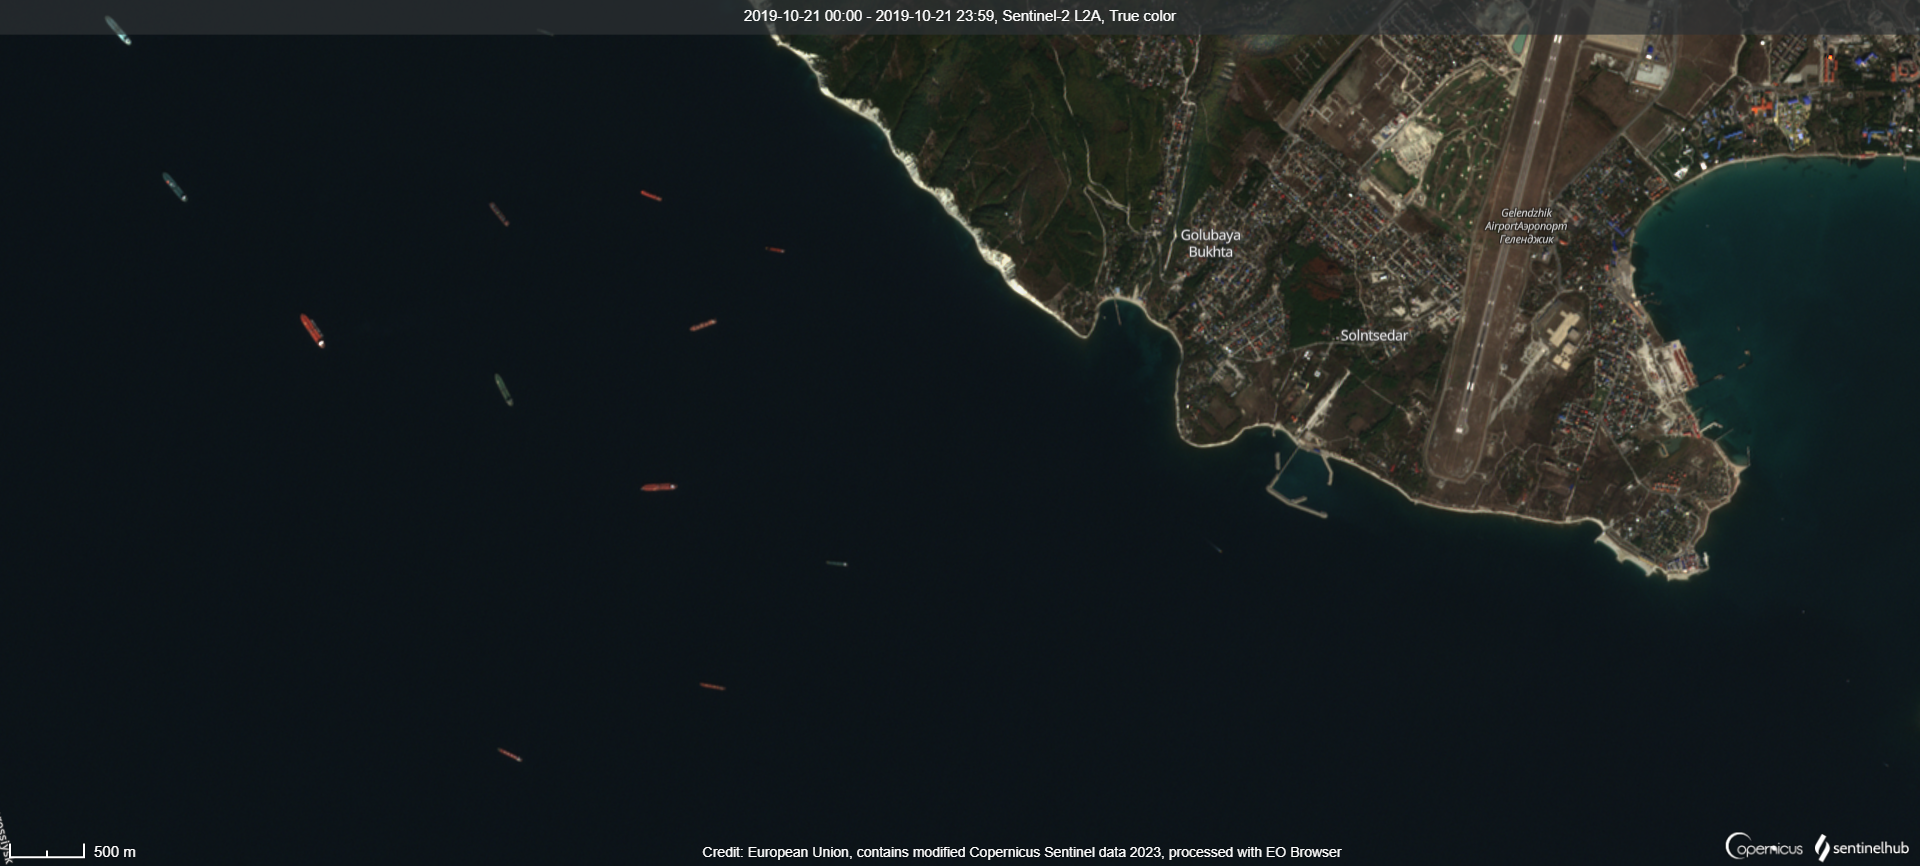 2019-10-21 00:00 - 2019-10-21 23:59, Sentinel-2 L2A, True color
Gelendzhik
AirportАэропорт
Геленджик
Golubaya
Bukhta
Solntsedar
500 m
Credit: European Union, contains modified Copernicus Sentinel data 2023, processed with EO Browser
opernicus
sentinelhub